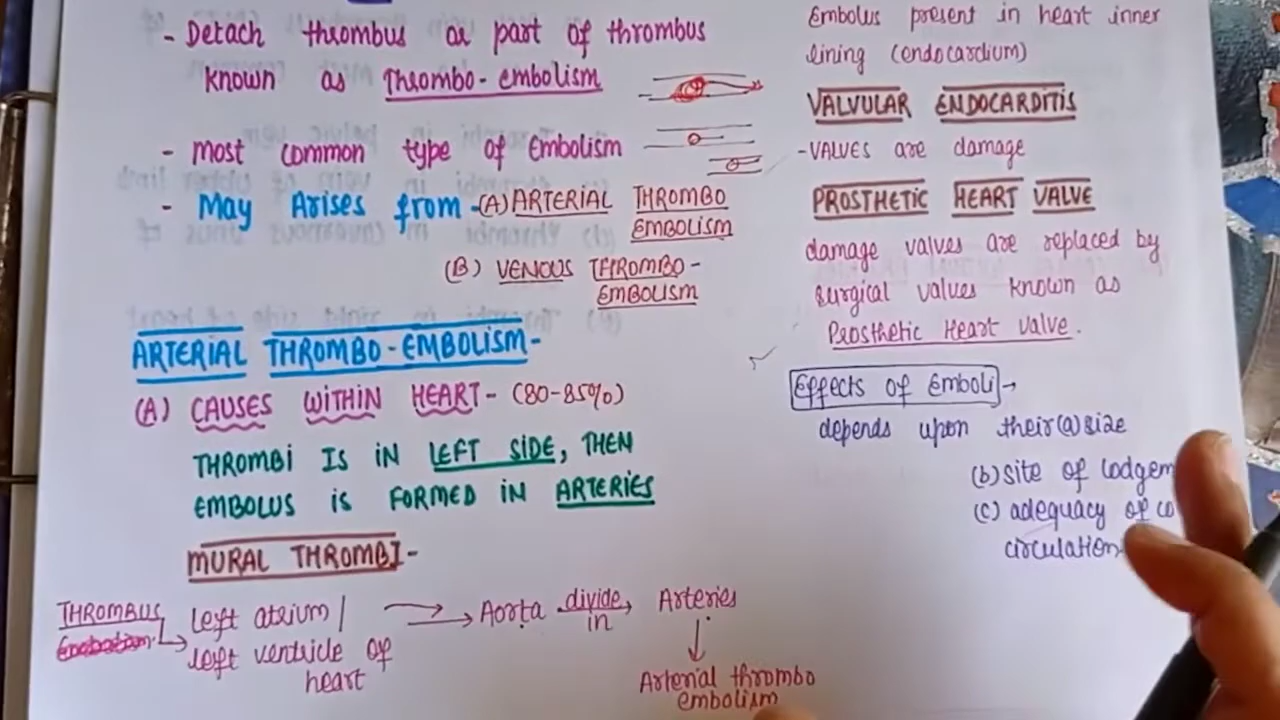 - Detach thrombus or part of thrombus
known as Thrombo-embolism
- most common type of Embolism
- May Arises from -(A) ARTERIAL THROMBO
EMBOLISM
(B) VENOUS THROMBO-
EMBOLISM
ARTERIAL THROMBO-EMBOLISM-
(A) CAUSES WITHIN HEART- (80-85%)
THROMBI IS IN LEFT SIDE, THEN
EMBOLUS IS FORMED IN ARTERIES
MURAL THROMBI-
THROMBUS
left atrium /
left ventricle of
heart
Aorta divide in Arteries
Arterial thrombo
embolism
Embolus present in heart inner
lining (endocardium)
VALVULAR ENDOCARDITIS
-VALVES are damage
PROSTHETIC HEART VALVE
damage valves are replaced by
surgical valves known as
Prosthetic Heart valve.
Effects of Emboli
depends upon their (a) size
(b) site of lodgem
(c) adequacy of co
circulation